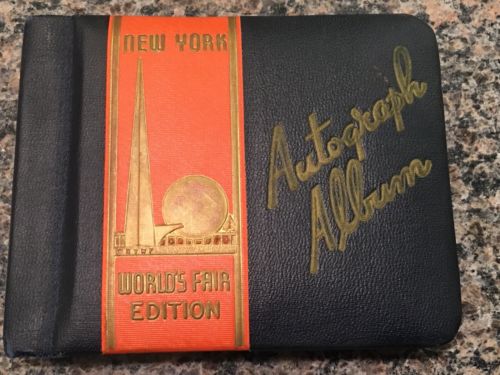 NEW YORK
WORLD'S FAIR
EDITION
Autograph
Album